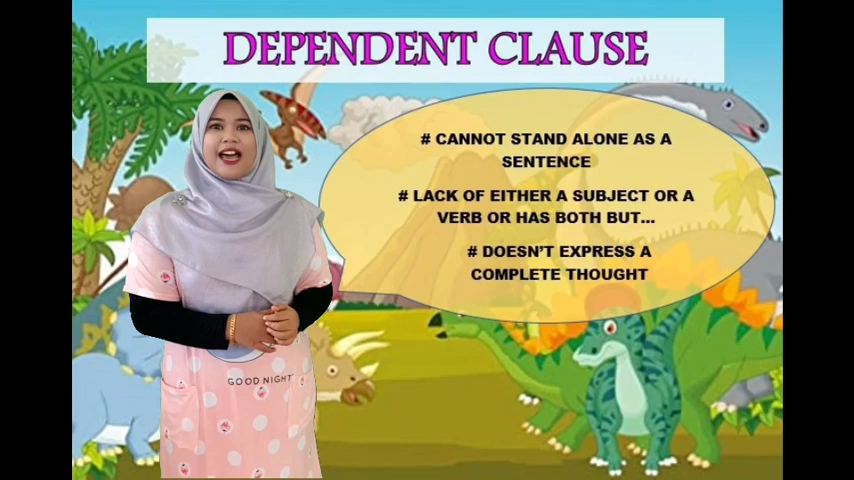 DEPENDENT CLAUSE
# CANNOT STAND ALONE AS A
SENTENCE
# LACK OF EITHER A SUBJECT OR A
VERB OR HAS BOTH BUT...
# DOESN'T EXPRESS A
COMPLETE THOUGHT
GOOD NIGHT